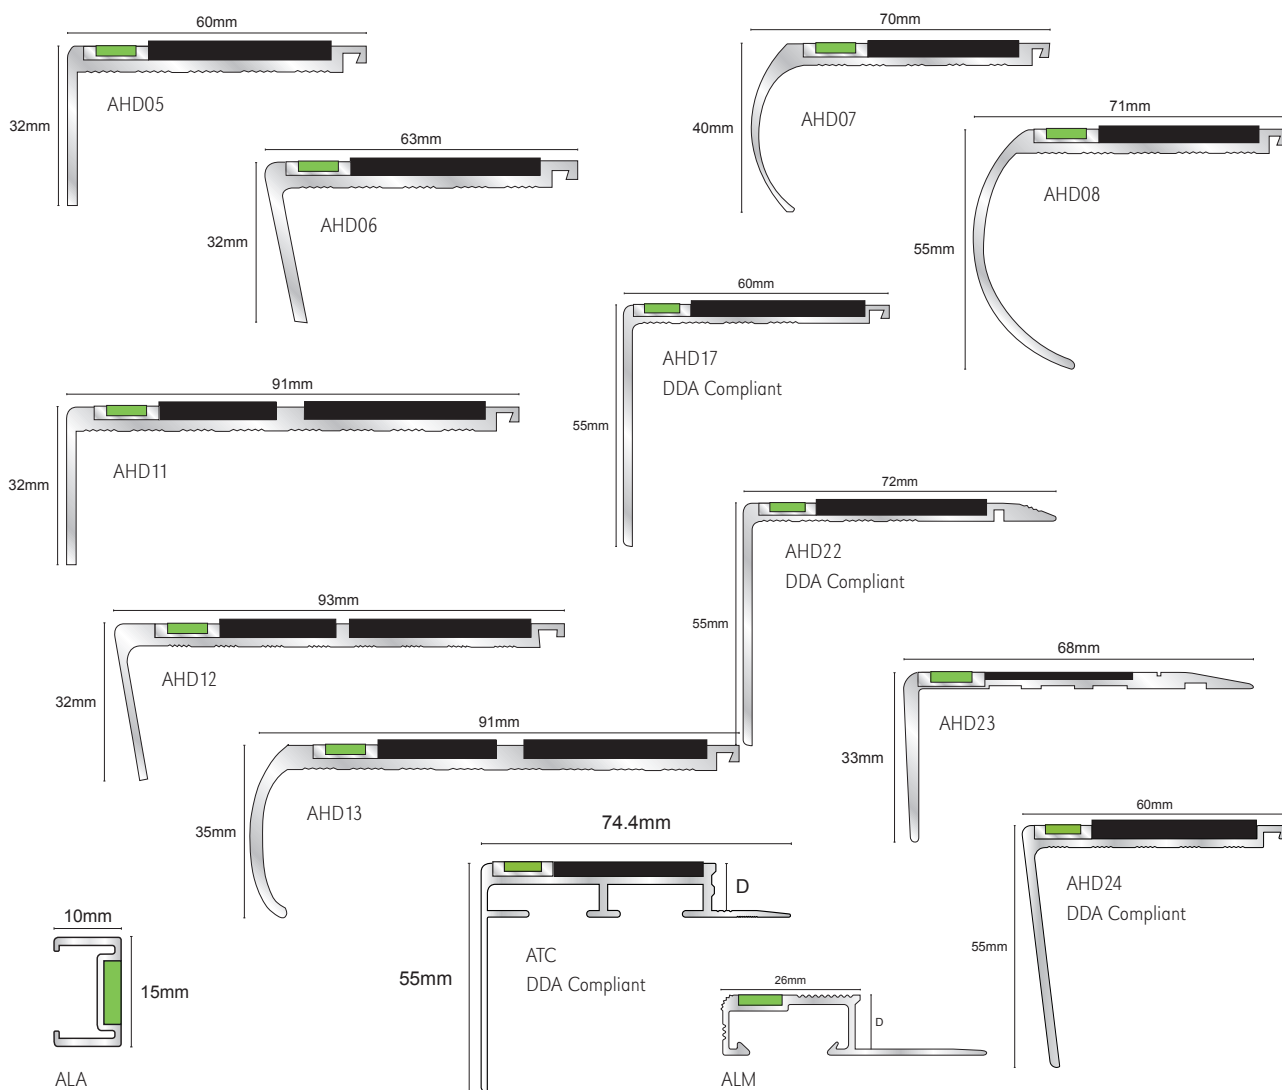 60mm
32mm
AHD05
70mm
40mm
AHD07
63mm
32mm
AHD06
71mm
55mm
AHD08
60mm
55mm
AHD17
DDA Compliant
91mm
32mm
AHD11
72mm
55mm
AHD22
DDA Compliant
93mm
32mm
AHD12
68mm
33mm
AHD23
91mm
35mm
AHD13
74.4mm
D
55mm
ATC
DDA Compliant
60mm
55mm
AHD24
DDA Compliant
10mm
15mm
ALA
26mm
D
ALM